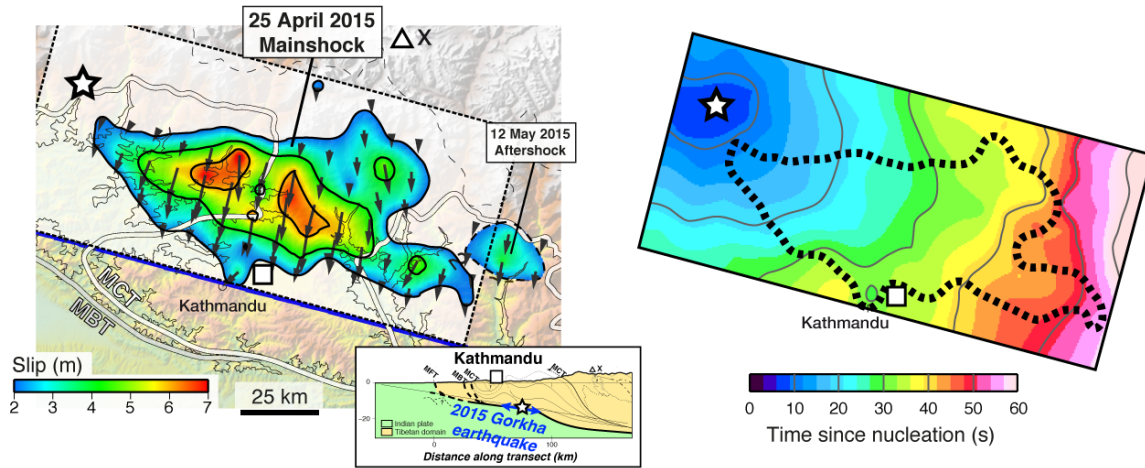 25 April 2015
Mainshock
X
12 May 2015
Aftershock
Kathmandu
MCT
MBT
Slip (m)
2 3 4 5 6 7
25 km
Kathmandu
MFT
MBT
MCT
MCT
X
0
−20
2015 Gorkha
earthquake
Indian plate
Tibetan domain
0 100
Distance along transect (km)
Kathmandu
0 10 20 30 40 50 60
Time since nucleation (s)